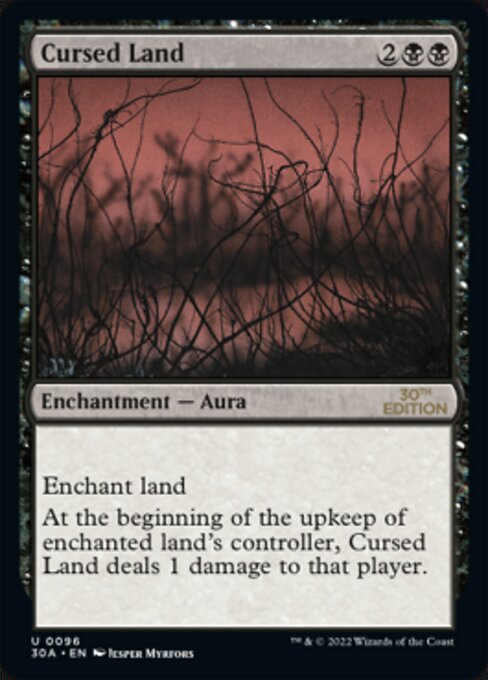 Cursed Land 2
Enchantment — Aura
30TH
EDITION
Enchant land
At the beginning of the upkeep of
enchanted land's controller, Cursed
Land deals 1 damage to that player.
U 0096
30A • EN Jesper Myrfors
™ & © 2022 Wizards of the Coast